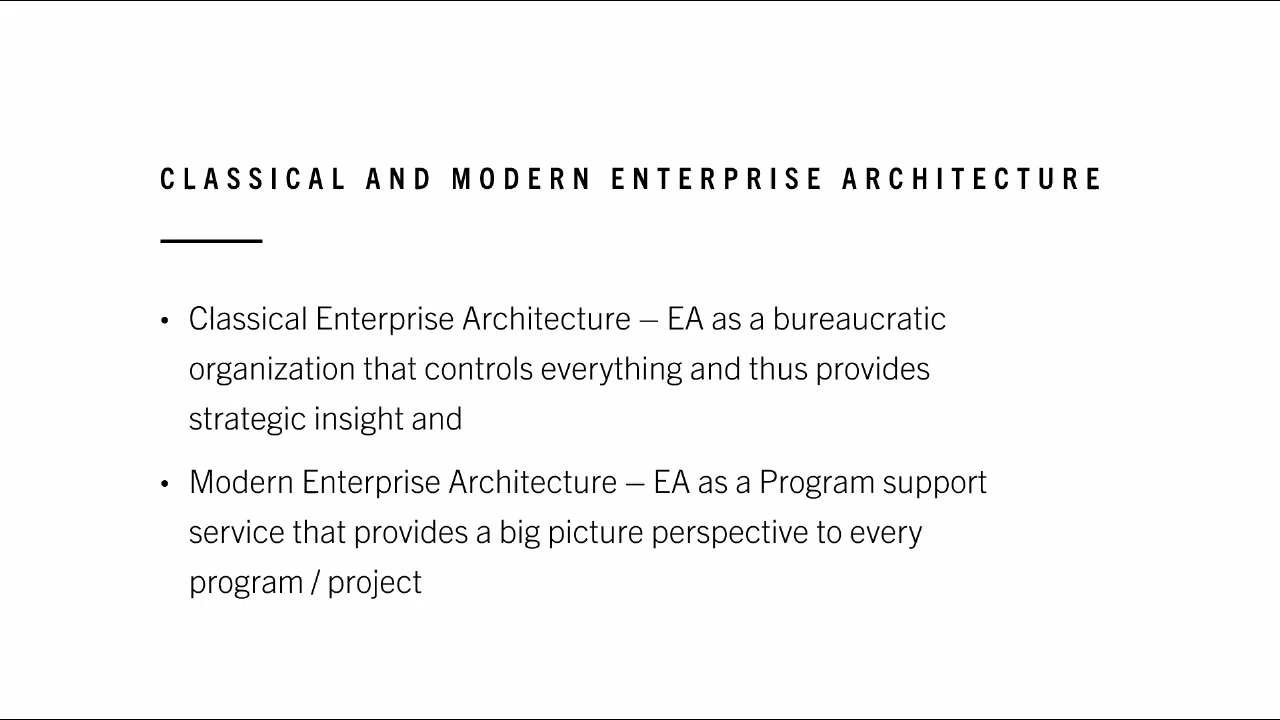 CLASSICAL AND MODERN ENTERPRISE ARCHITECTURE
• Classical Enterprise Architecture – EA as a bureaucratic
organization that controls everything and thus provides
strategic insight and
• Modern Enterprise Architecture – EA as a Program support
service that provides a big picture perspective to every
program / project